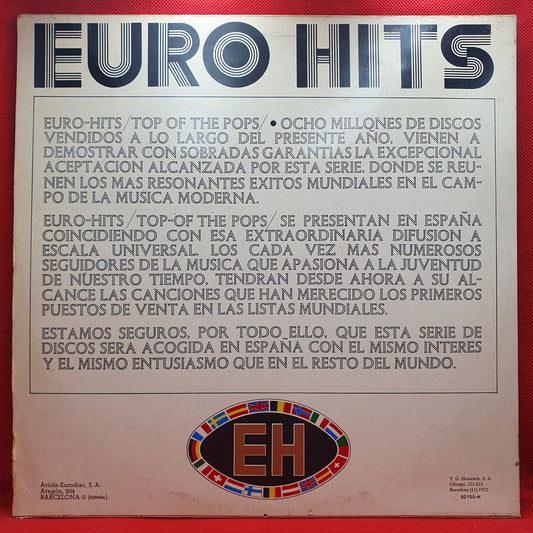 EURO HITS
EURO-HITS/TOP OF THE POPS/• OCHO MILLONES DE DISCOS
VENDIDOS A LO LARGO DEL PRESENTE AÑO, VIENEN A
DEMOSTRAR CON SOBRADAS GARANTIAS LA EXCEPCIONAL
ACEPTACION ALCANZADA POR ESTA SERIE, DONDE SE REU-
NEN LOS MAS RESONANTES EXITOS MUNDIALES EN EL CAM-
PO DE LA MUSICA MODERNA.
EURO-HITS/TOP-OF THE POPS/SE PRESENTAN EN ESPAÑA
COINCIDIENDO CON ESA EXTRAORDINARIA DIFUSION A
ESCALA UNIVERSAL. LOS CADA VEZ MAS NUMEROSOS
SEGUIDORES DE LA MUSICA QUE APASIONA A LA JUVENTUD
DE NUESTRO TIEMPO, TENDRAN DESDE AHORA A SU AL-
CANCE LAS CANCIONES QUE HAN MERECIDO LOS PRIMEROS
PUESTOS DE VENTA EN LAS LISTAS MUNDIALES.
ESTAMOS SEGUROS, POR TODO ELLO, QUE ESTA SERIE DE
DISCOS SERA ACOGIDA EN ESPAÑA CON EL MISMO INTERES
Y EL MISMO ENTUSIASMO QUE EN EL RESTO DEL MUNDO.
EH
Ariola-Eurodisc, S. A.
Aragón, 204
BARCELONA-11 (ESPAÑA)
T. G. Hostench, S. A.
Córcega, 231-233
Barcelona (11) 1972
82 155-H